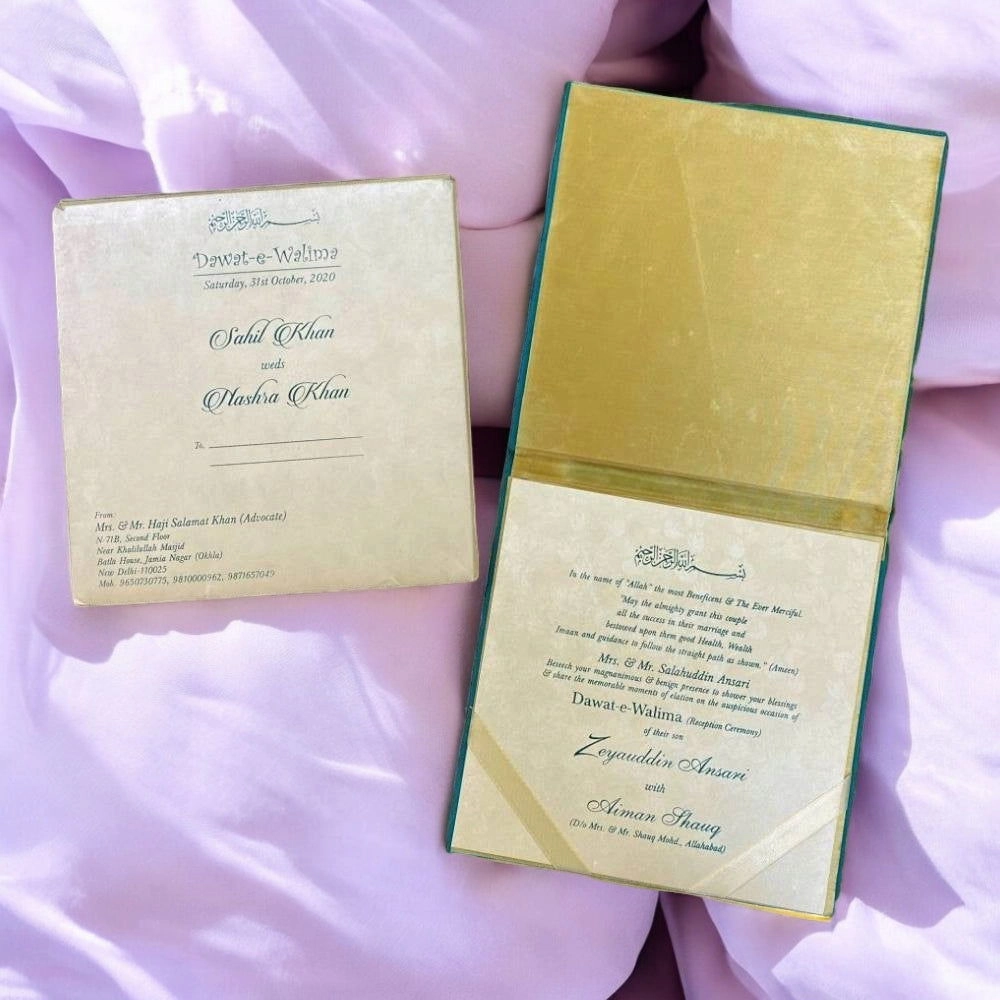 بسم الله الرحمن الرحيم
Dawat-e-Walima
Saturday, 31st October, 2020
Sahil Khan
weds
Nashra Khan
To,
From:
Mrs. & Mr. Haji Salamat Khan (Advocate)
N-71B, Second Floor
Near Khalilullah Masjid
Batla House, Jamia Nagar (Okhla)
New Delhi-110025
Moh. 9650730775, 9810000962, 9871657049
بسم الله الرحمن الرحيم
In the name of "Allah" the most Beneficent & The Ever Merciful.
"May the almighty grant this couple
all the success in their marriage and
bestowed upon them good Health, Wealth
Imaan and guidance to follow the straight path as shown." (Ameen)
Mrs. & Mr. Salahuddin Ansari
Beseech your magnanimous & benign presence to shower your blessings
& share the memorable moments of elation on the auspicious occasion of
Dawat-e-Walima (Reception Ceremony)
of their son
Zeyauddin Ansari
with
Aiman Shauq
(D/o Mrs. & Mr. Shauq Mohd., Allahabad)